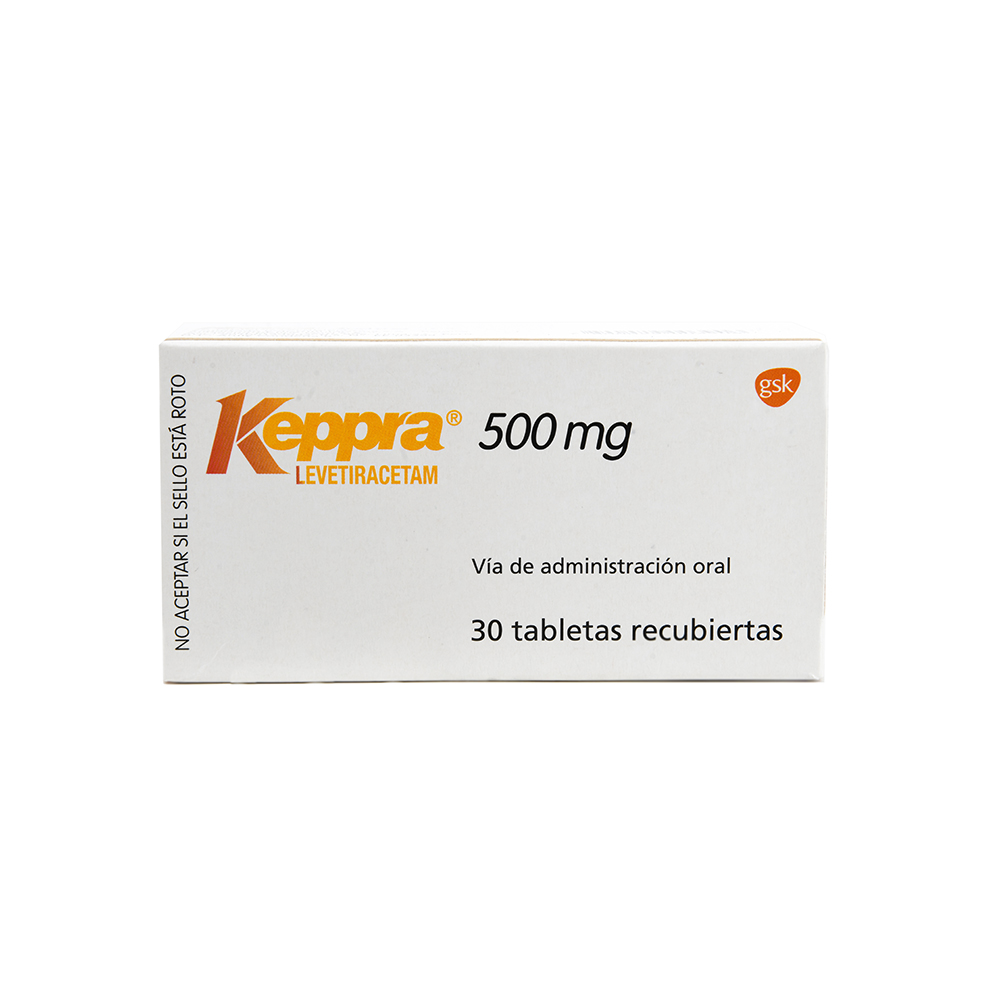 NO ACEPTAR SI EL SELLO ESTÁ ROTO
Keppra® 500 mg
LEVETIRACETAM
gsk
Vía de administración oral
30 tabletas recubiertas